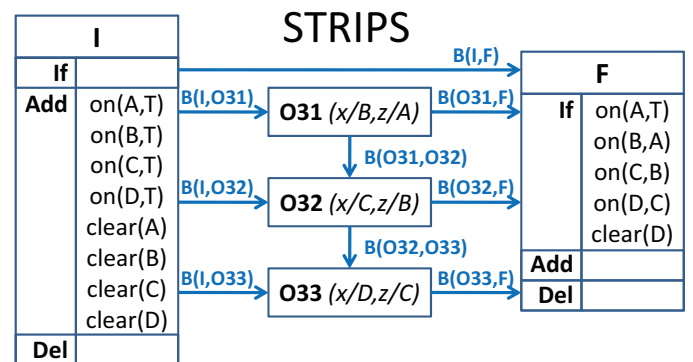 STRIPS
I
If
Add
on(A,T)
on(B,T)
on(C,T)
on(D,T)
clear(A)
clear(B)
clear(C)
clear(D)
Del
B(I,F)
B(I,O31)
O31 (x/B,z/A)
B(O31,F)
B(O31,O32)
B(I,O32)
O32 (x/C,z/B)
B(O32,F)
B(O32,O33)
B(I,O33)
O33 (x/D,z/C)
B(O33,F)
F
If
on(A,T)
on(B,A)
on(C,B)
on(D,C)
clear(D)
Add
Del